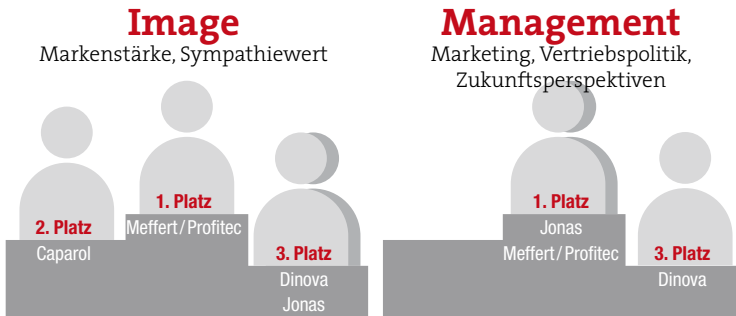 Image
Markenstärke, Sympathiewert
1. Platz
Meffert / Profitec
2. Platz
Caparol
3. Platz
Dinova
Jonas
Management
Marketing, Vertriebspolitik,
Zukunftsperspektiven
1. Platz
Jonas
Meffert / Profitec
3. Platz
Dinova